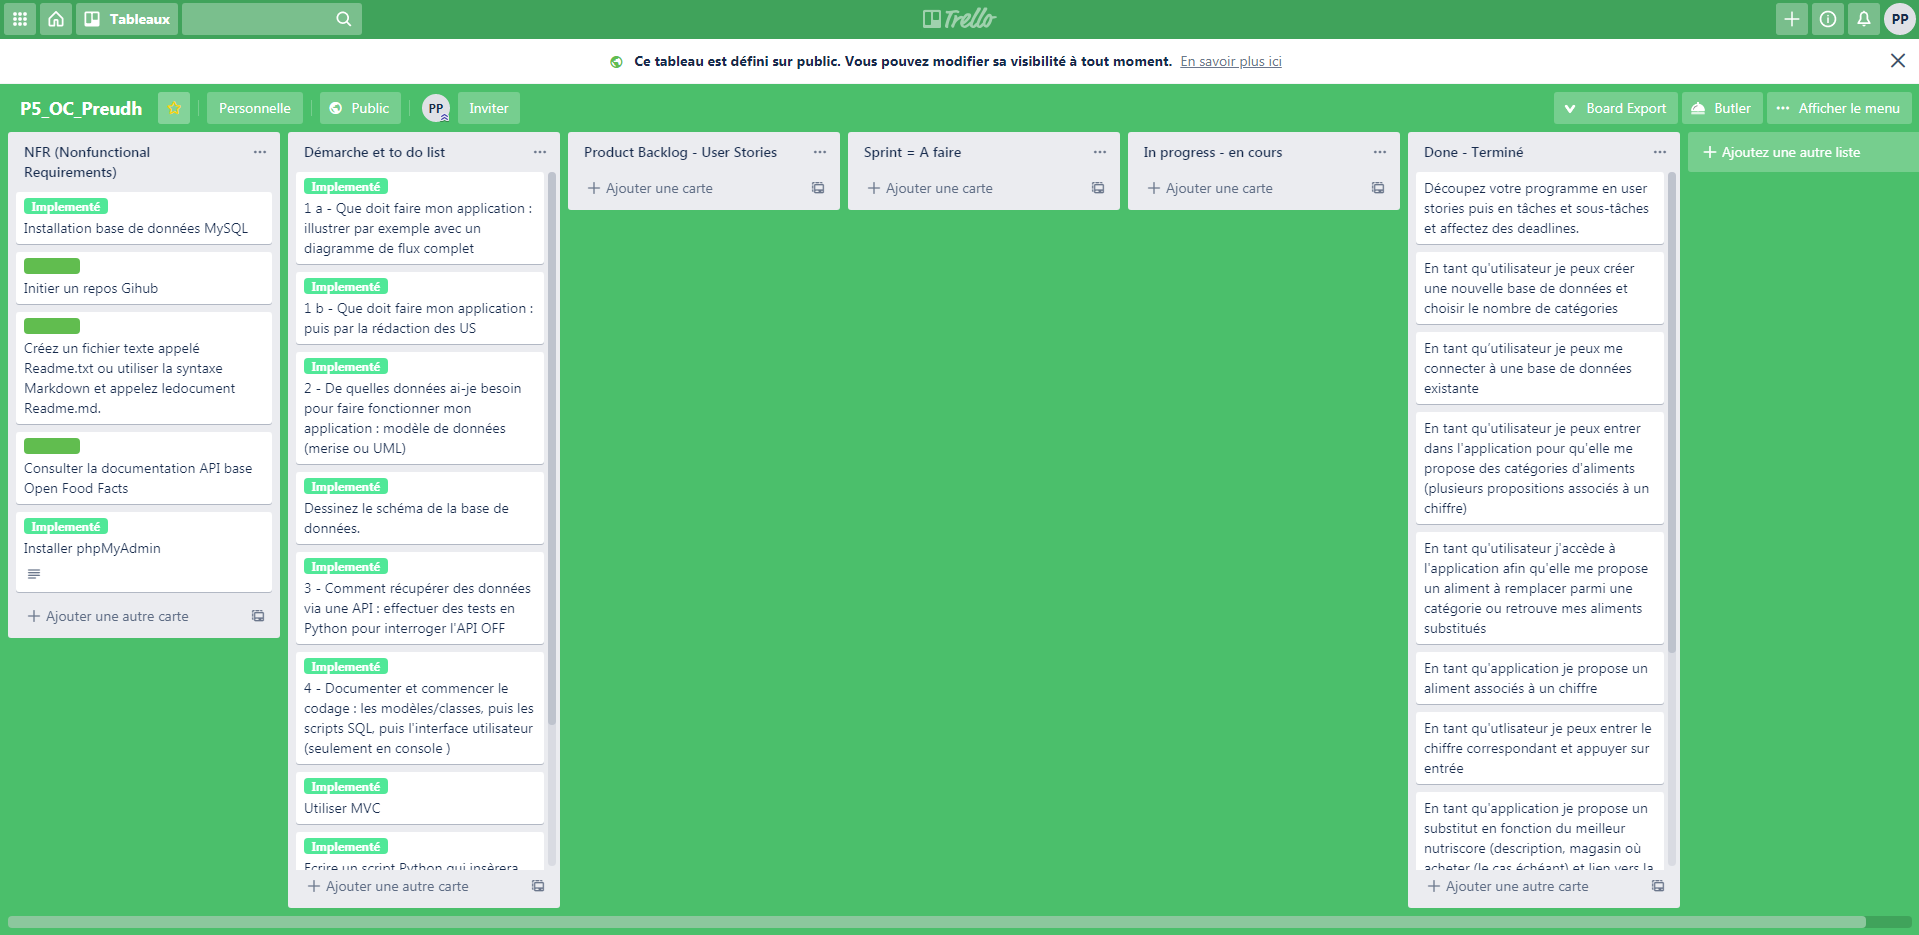 Tableaux
Trello
PP
Ce tableau est défini sur public. Vous pouvez modifier sa visibilité à tout moment. En savoir plus ici
P5_OC_Preudh
Personnelle
Public
PP
Inviter
Board Export
Butler
Afficher le menu
NFR (Nonfunctional
Requirements)
Implementé
Installation base de données MySQL
Initier un repos Gihub
Créez un fichier texte appelé
Readme.txt ou utiliser la syntaxe
Markdown et appelez ledocument
Readme.md.
Consulter la documentation API base
Open Food Facts
Implementé
Installer phpMyAdmin
Ajouter une autre carte
Démarche et to do list
Implementé
1 a - Que doit faire mon application :
illustrer par exemple avec un
diagramme de flux complet
Implementé
1 b - Que doit faire mon application :
puis par la rédaction des US
Implementé
2 - De quelles données ai-je besoin
pour faire fonctionner mon
application : modèle de données
(merise ou UML)
Implementé
Dessinez le schéma de la base de
données.
Implementé
3 - Comment récupérer des données
via une API : effectuer des tests en
Python pour interroger l'API OFF
Implementé
4 - Documenter et commencer le
codage : les modèles/classes, puis les
scripts SQL, puis l'interface utilisateur
(seulement en console )
Implementé
Utiliser MVC
Implementé
Ecrire un script Python qui insèrera
Ajouter une autre carte
Product Backlog - User Stories
Ajouter une carte
Sprint = A faire
Ajouter une carte
In progress - en cours
Ajouter une carte
Done - Terminé
Découpez votre programme en user
stories puis en tâches et sous-tâches
et affectez des deadlines.
En tant qu'utilisateur je peux créer
une nouvelle base de données et
choisir le nombre de catégories
En tant qu'utilisateur je peux me
connecter à une base de données
existante
En tant qu'utilisateur je peux entrer
dans l'application pour qu'elle me
propose des catégories d'aliments
(plusieurs propositions associés à un
chiffre)
En tant qu'utilisateur j'accède à
l'application afin qu'elle me propose
un aliment à remplacer parmi une
catégorie ou retrouve mes aliments
substitués
En tant qu'application je propose un
aliment associés à un chiffre
En tant qu'utlisateur je peux entrer le
chiffre correspondant et appuyer sur
entrée
En tant qu'application je propose un
substitut en fonction du meilleur
nutriscore (description, magasin où
acheter (le cas échéant) et lien vers la
Ajouter une autre carte
Ajoutez une autre liste